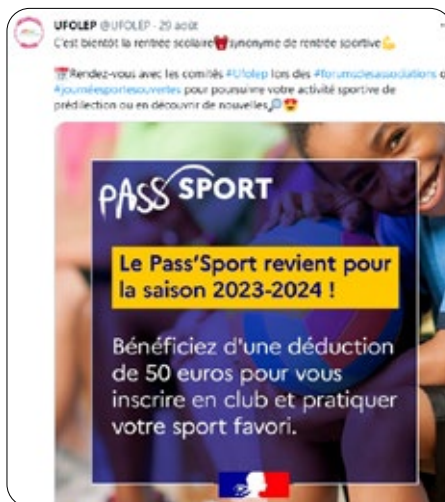 UFOLEP @UFOLEP · 29 août
C'est bientôt la rentrée scolaire🎒synonyme de rentrée sportive💪
📅Rendez-vous avec les comités #Ufolep lors des #forumsdesassociations
#journéesportesouvertes pour poursuivre votre activité sportive de
prédilection ou en découvrir de nouvelles🔎😍
PASS SPORT
Le Pass'Sport revient pour
la saison 2023-2024 !
Bénéficiez d'une déduction
de 50 euros pour vous
inscrire en club et pratiquer
votre sport favori.